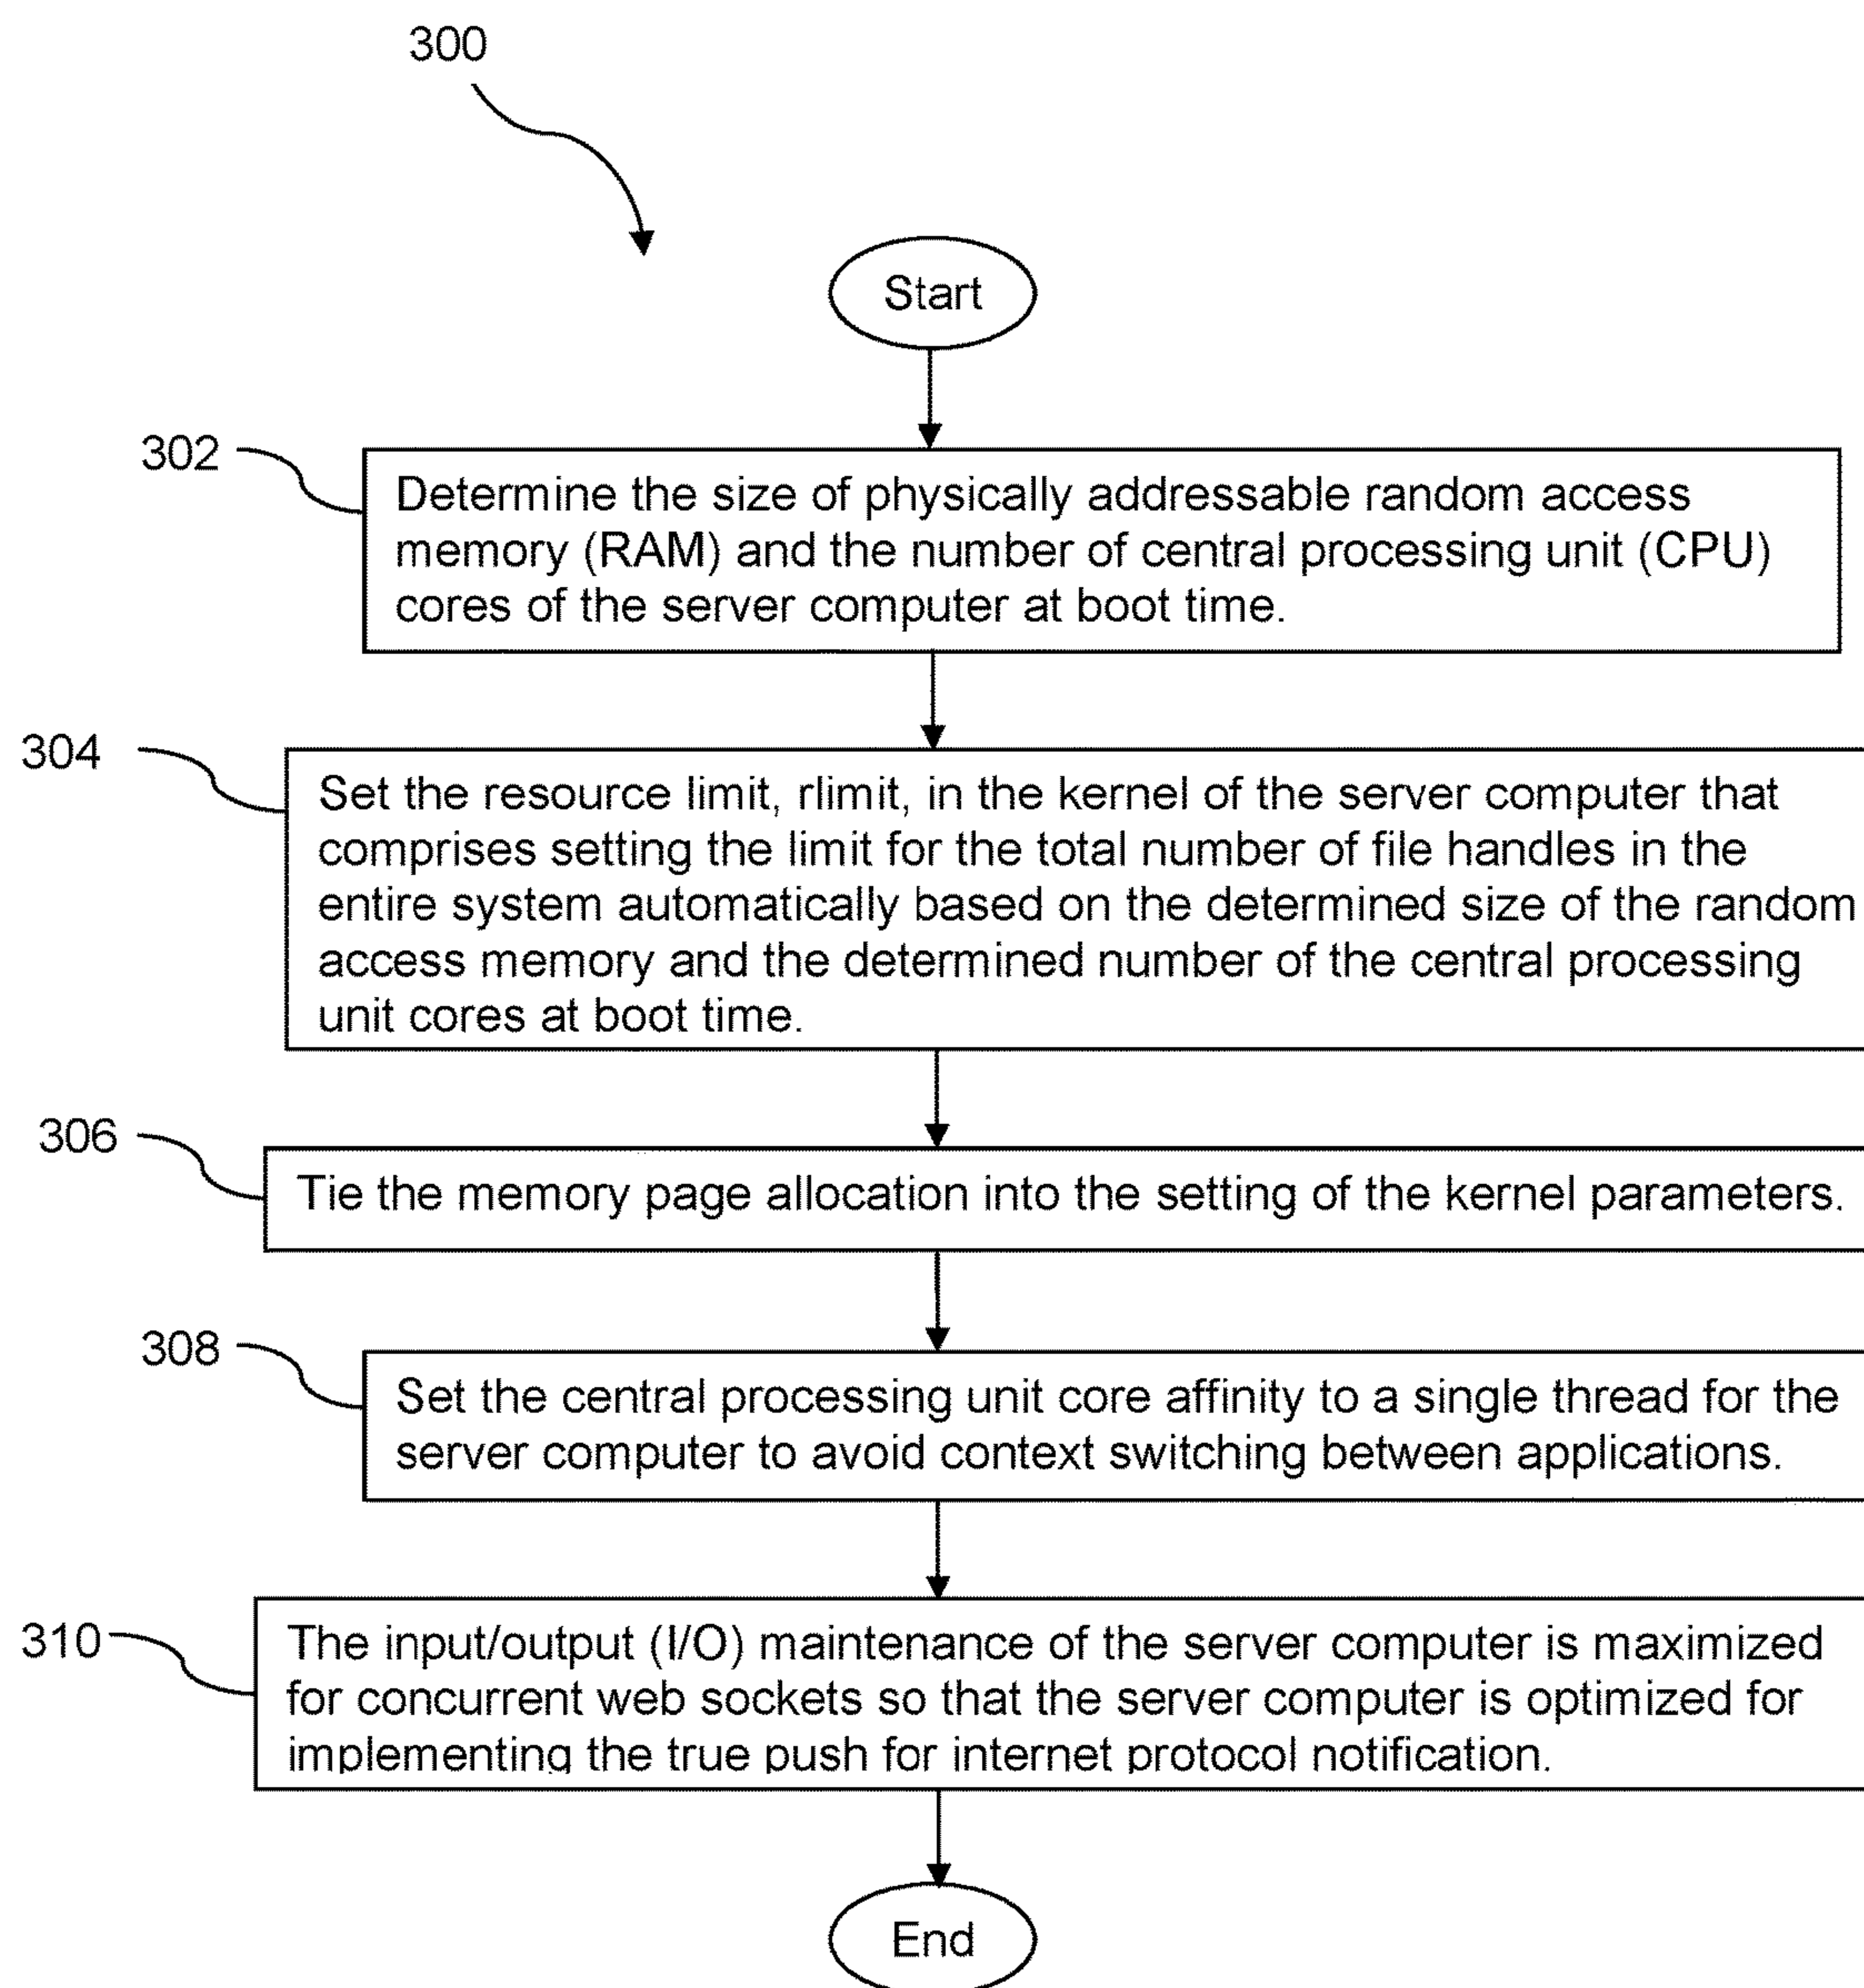 300
Start
302
Determine the size of physically addressable random access
memory (RAM) and the number of central processing unit (CPU)
cores of the server computer at boot time.
304
Set the resource limit, rlimit, in the kernel of the server computer that
comprises setting the limit for the total number of file handles in the
entire system automatically based on the determined size of the random
access memory and the determined number of the central processing
unit cores at boot time.
306
Tie the memory page allocation into the setting of the kernel parameters.
308
Set the central processing unit core affinity to a single thread for the
server computer to avoid context switching between applications.
310
The input/output (I/O) maintenance of the server computer is maximized
for concurrent web sockets so that the server computer is optimized for
implementing the true push for internet protocol notification.
End